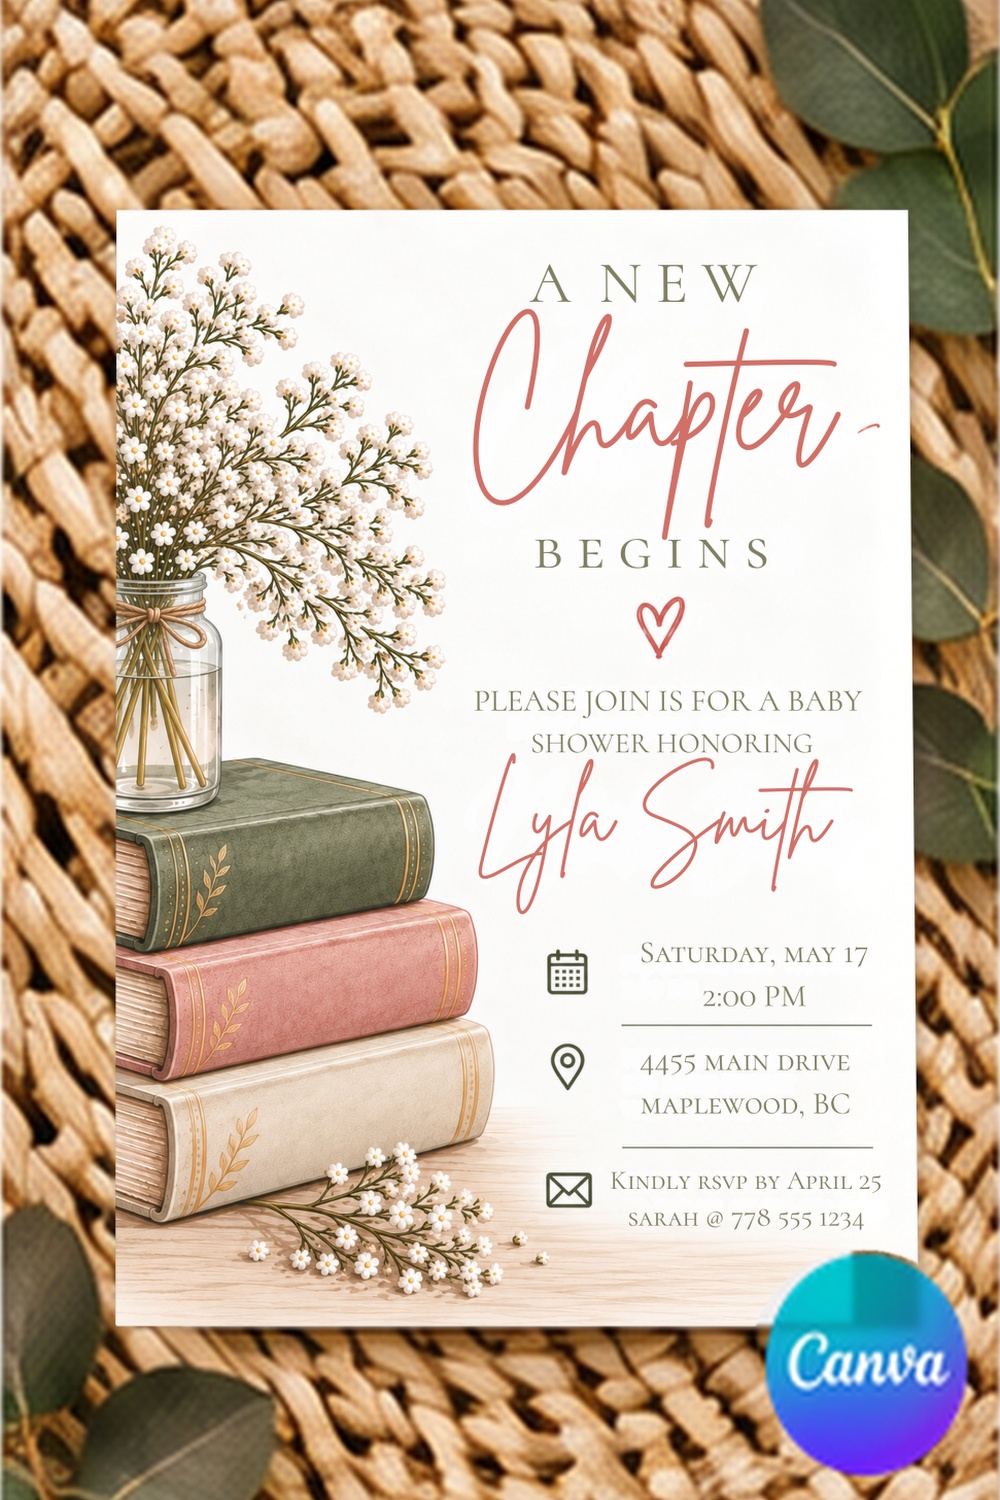 A NEW
Chapter
BEGINS
PLEASE JOIN IS FOR A BABY
SHOWER HONORING
Lyla Smith
SATURDAY, MAY 17
2:00 PM
4455 MAIN DRIVE
MAPLEWOOD, BC
KINDLY RSVP BY APRIL 25
SARAH @ 778 555 1234
Canva